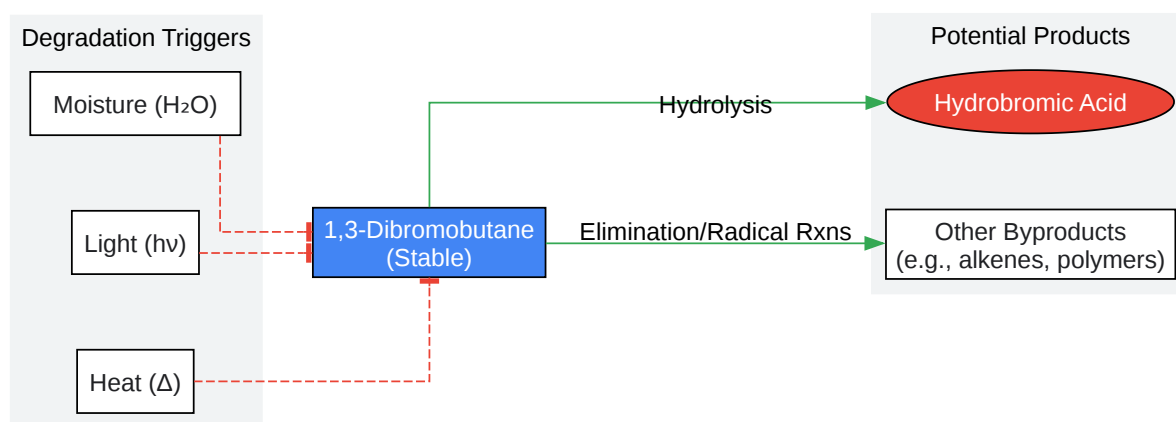 Degradation Triggers
Moisture (H₂O)
Light (hν)
Heat (Δ)
1,3-Dibromobutane
(Stable)
Hydrolysis
Elimination/Radical Rxns
Potential Products
Hydrobromic Acid
Other Byproducts
(e.g., alkenes, polymers)